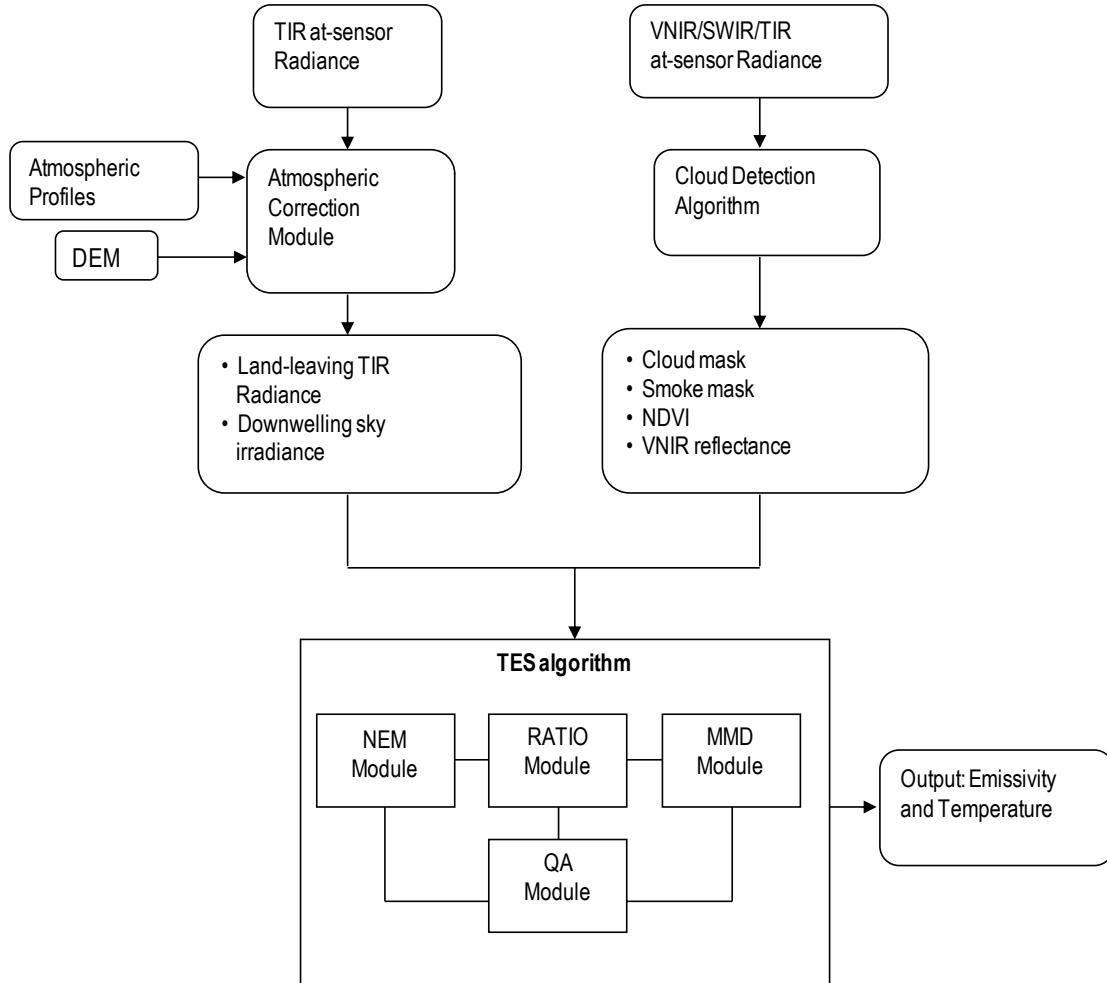 TIR at-sensor
Radiance
VNIR/SWIR/TIR
at-sensor Radiance
Atmospheric
Profiles
DEM
Atmospheric
Correction
Module
Cloud Detection
Algorithm
• Land-leaving TIR
Radiance
• Downwelling sky
irradiance
• Cloud mask
• Smoke mask
• NDVI
• VNIR reflectance
TES algorithm
NEM
Module
RATIO
Module
MMD
Module
QA
Module
Output: Emissivity
and Temperature